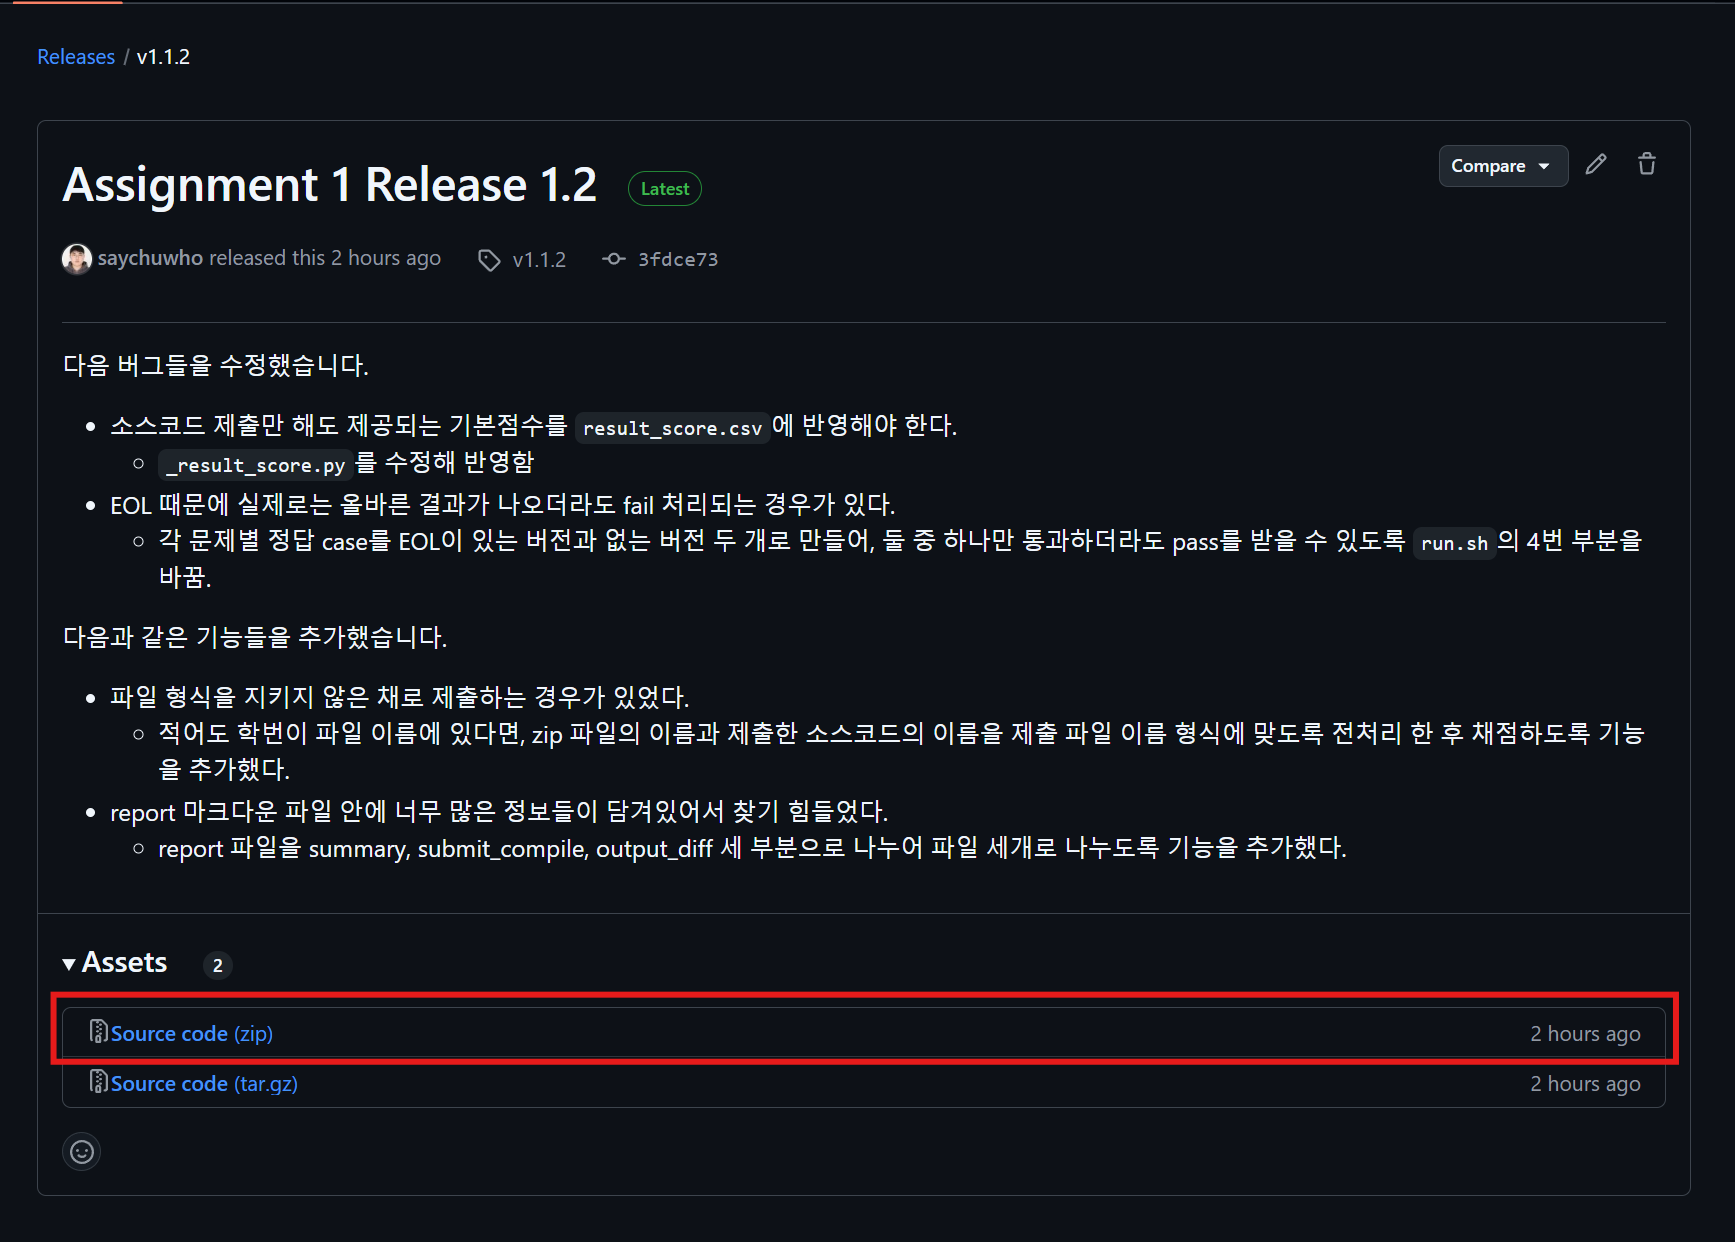 Releases / v1.1.2
Assignment 1 Release 1.2 Latest
Compare
saychuwho released this 2 hours ago v1.1.2 3fdce73
다음 버그들을 수정했습니다.
소스코드 제출만 해도 제공되는 기본점수를 result_score.csv에 반영해야 한다.
_result_score.py를 수정해 반영함
EOL 때문에 실제로는 올바른 결과가 나오더라도 fail 처리되는 경우가 있다.
각 문제별 정답 case를 EOL이 있는 버전과 없는 버전 두 개로 만들어, 둘 중 하나만 통과하더라도 pass를 받을 수 있도록 run.sh의 4번 부분을
바꿈.
다음과 같은 기능들을 추가했습니다.
파일 형식을 지키지 않은 채로 제출하는 경우가 있었다.
적어도 학번이 파일 이름에 있다면, zip 파일의 이름과 제출한 소스코드의 이름을 제출 파일 이름 형식에 맞도록 전처리 한 후 채점하도록 기능
을 추가했다.
report 마크다운 파일 안에 너무 많은 정보들이 담겨있어서 찾기 힘들었다.
report 파일을 summary, submit_compile, output_diff 세 부분으로 나누어 파일 세개로 나누도록 기능을 추가했다.
Assets 2
Source code (zip) 2 hours ago
Source code (tar.gz) 2 hours ago